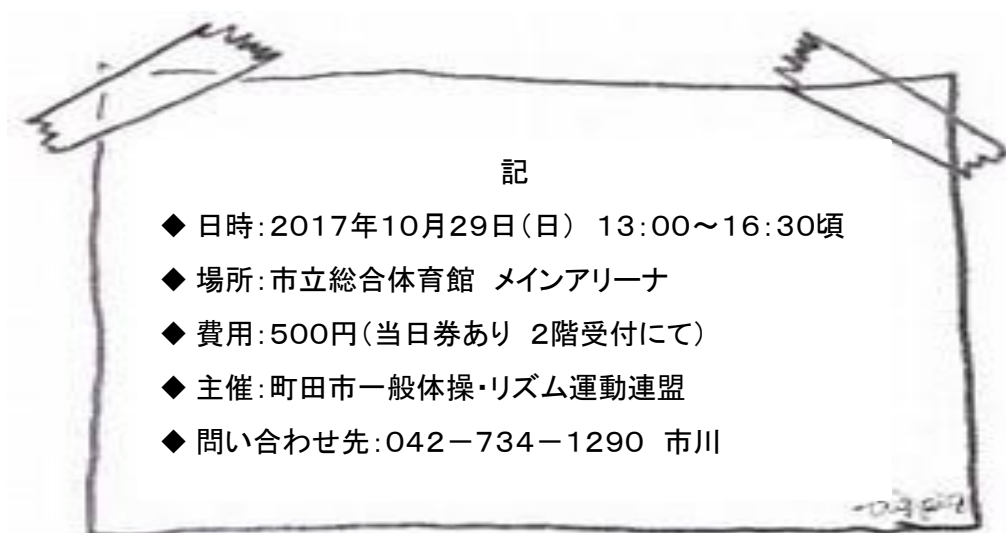 記
◆ 日時：2017年10月29日（日）　13：00～16：30頃
◆ 場所：市立総合体育館　メインアリーナ
◆ 費用：500円（当日券あり　2階受付にて）
◆ 主催：町田市一般体操・リズム運動連盟
◆ 問い合わせ先：042－734－1290　市川